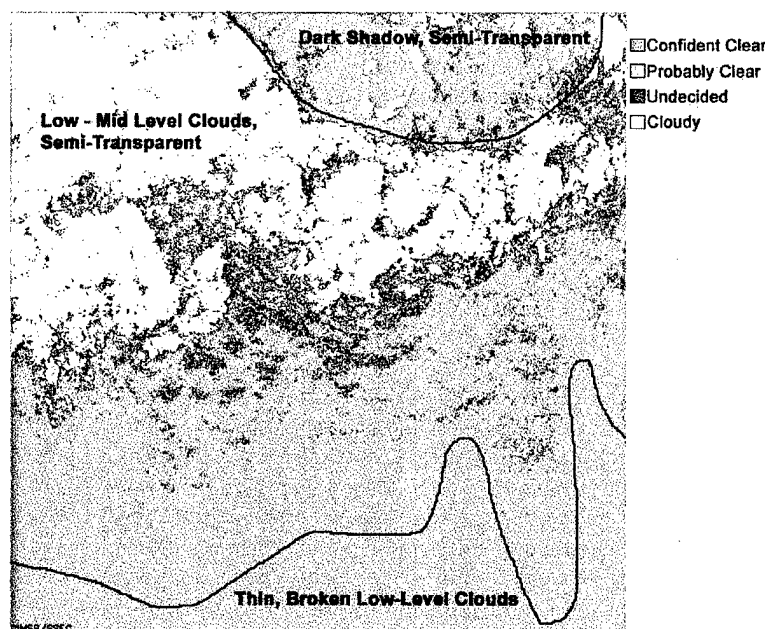 Dark Shadow, Semi-Transparent
Confident Clear
Probably Clear
Low - Mid Level Clouds,
Semi-Transparent
Undecided
Cloudy
Thin, Broken Low-Level Clouds